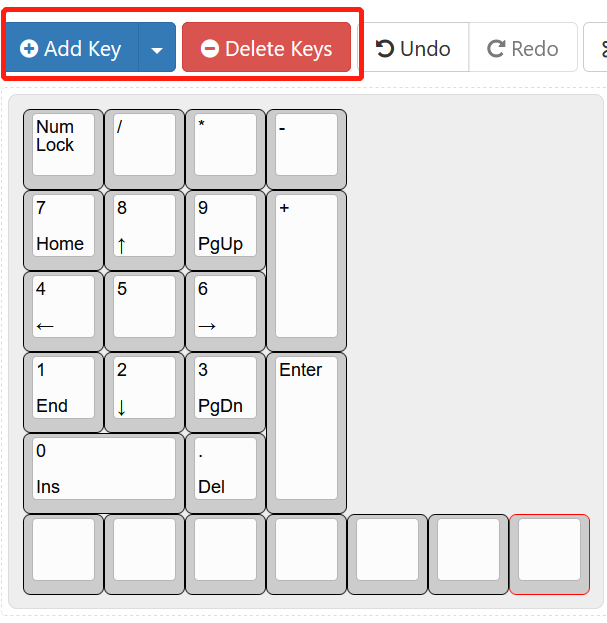 Add Key
Delete Keys
Undo
Redo
Num
Lock
/
*
-
7
Home
8
↑
9
PgUp
+
4
←
5
6
→
1
End
2
↓
3
PgDn
Enter
0
Ins
.
Del